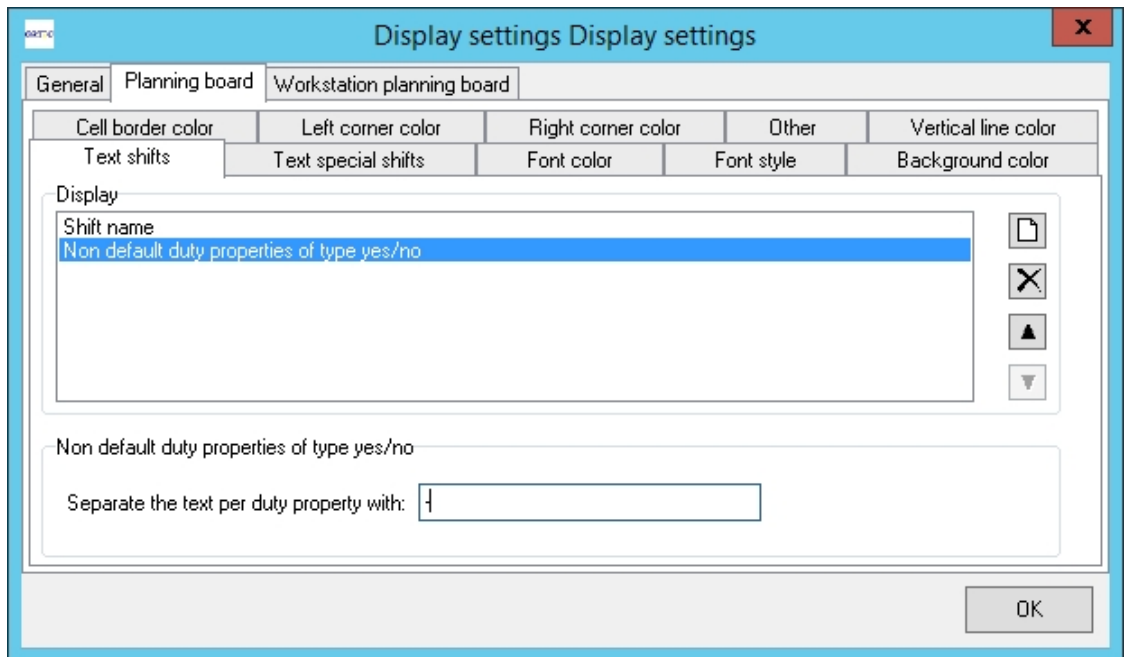 Display settings Display settings
x
General Planning board Workstation planning board
Cell border color Left corner color Right corner color Other Vertical line color
Text shifts Text special shifts Font color Font style Background color
Display
Shift name
Non default duty properties of type yes/no
Non default duty properties of type yes/no
Separate the text per duty property with: -
OK